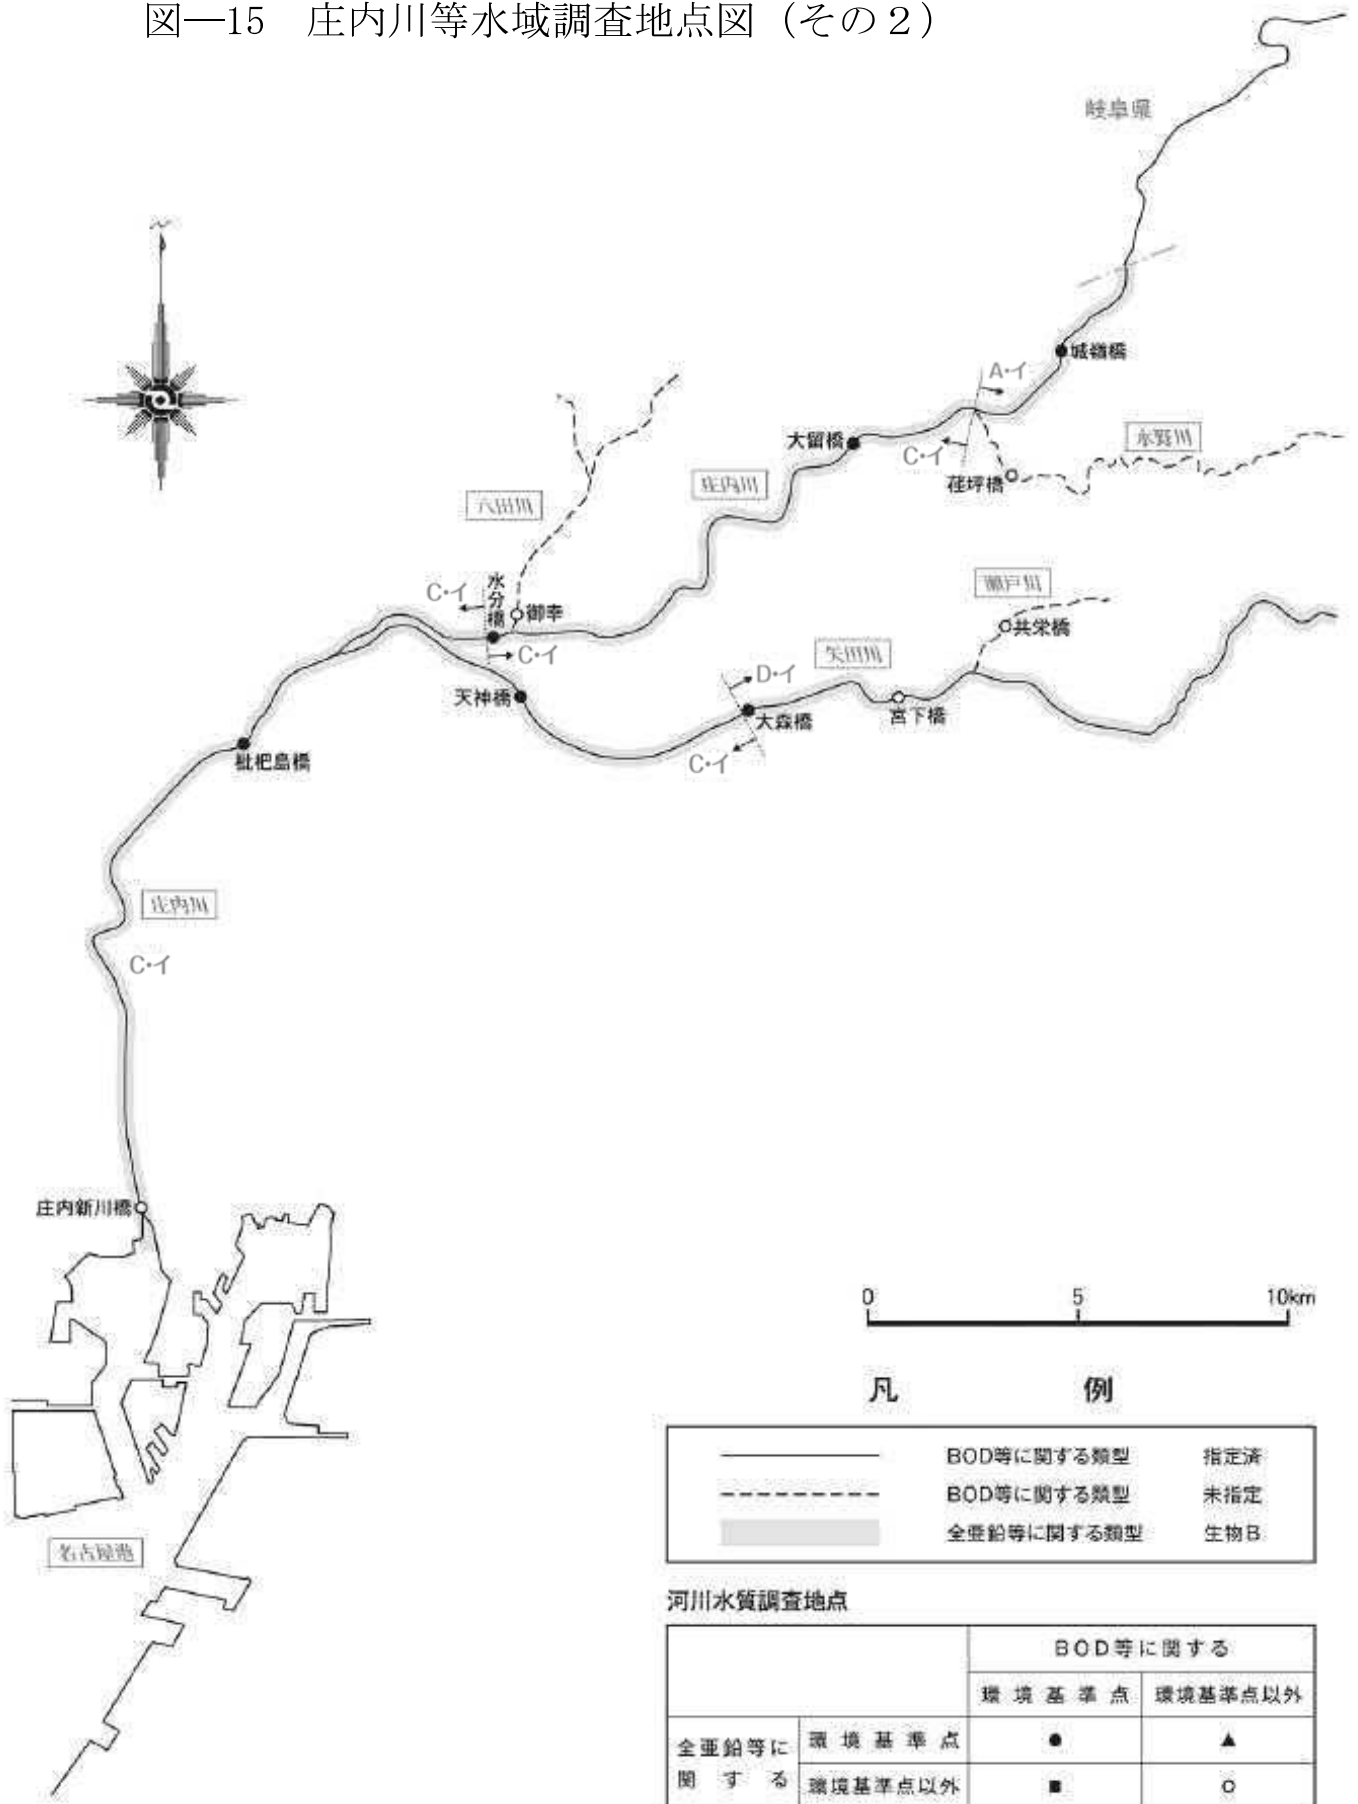 図―15 庄内川等水域調査地点図（その２）
岐阜県
城嶺橋
A・イ
大留橋
C・イ
水野川
荏坪橋
庄内川
八田川
C・イ
水分橋
御幸
C・イ
瀬戸川
共栄橋
矢田川
D・イ
天神橋
大森橋
宮下橋
C・イ
枇杷島橋
庄内川
C・イ
庄内新川橋
0 5 10km
凡 例
BOD等に関する類型 指定済
BOD等に関する類型 未指定
全亜鉛等に関する類型 生物B
名古屋港
河川水質調査地点
BOD等に関する
環境基準点 環境基準点以外
全亜鉛等に関する 環境基準点 ● ▲
環境基準点以外 ■ ○